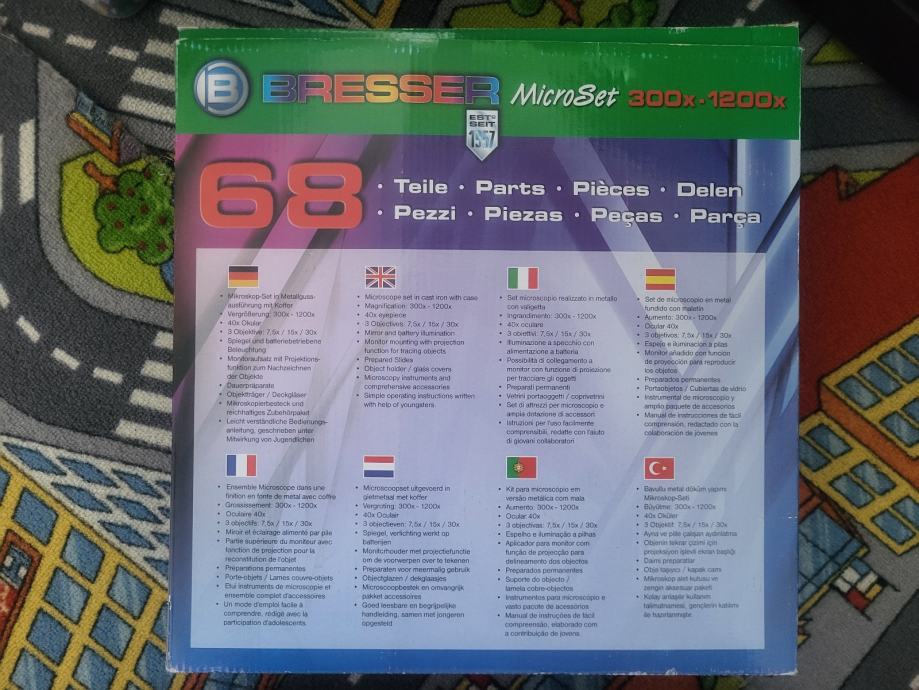 B BRESSER MicroSet 300x-1200x
EST^D SEIT 1957
68 • Teile • Parts • Pièces • Delen
• Pezzi • Piezas • Peças • Parça
• Mikroskop-Set in Metallguss-
ausführung mit Koffer
• Vergrößerung: 300x - 1200x
• 40x Okular
• 3 Objektive: 7,5x / 15x / 30x
• Spiegel und batteriebetriebene
Beleuchtung
• Monitoraufsatz mit Projektions-
funktion zum Nachzeichnen
der Objekte
• Dauerpräparate
• Objektträger / Deckgläser
• Mikroskopierbesteck und
reichhaltiges Zubehörpaket
• Leicht verständliche Bedienungs-
anleitung, geschrieben unter
Mitwirkung von Jugendlichen
• Microscope set in cast iron with case
• Magnification: 300x - 1200x
• 40x eyepiece
• 3 Objectives: 7,5x / 15x / 30x
• Mirror and battery illumination
• Monitor mounting with projection
function for tracing objects
• Prepared Slides
• Object holder / glass covers
• Microscopy instruments and
comprehensive accessories
• Simple operating instructions written
with help of youngsters.
• Set microscopio realizzato in metallo
con valigetta
• Ingrandimento: 300x - 1200x
• 40x oculare
• 3 obiettivi: 7,5x / 15x / 30x
• Illuminazione a specchio con
alimentazione a batteria
• Possibilità di collegamento a
monitor con funzione di proiezione
per tracciare gli oggetti
• Preparati permanenti
• Vetrini portaoggetti / coprivetrini
• Set di attrezzi per microscopio e
ampia dotazione di accessori
• Istruzioni per l'uso facilmente
comprensibili, redatte con l'aiuto
di giovani collaboratori
• Set de microscopio en metal
fundido con maletín
• Aumento: 300x - 1200x
• Ocular 40x
• 3 objetivos: 7,5x / 15x / 30x
• Espejo e iluminación a pilas
• Monitor añadido con función
de proyección para reproducir
los objetos
• Preparados permanentes
• Portaobjetos / Cubiertas de vidrio
• Instrumental de microscopio y
amplio paquete de accesorios
• Manual de instrucciones de fácil
comprensión, redactado con la
colaboración de jóvenes
• Ensemble Microscope dans une
finition en fonte de metal avec coffre
• Grossissement: 300x - 1200x
• Oculaire 40x
• 3 objectifs: 7,5x / 15x / 30x
• Miroir et éclairage alimenté par pile
• Partie supérieure du moniteur avec
fonction de projection pour la
reconstitution de l'objet
• Préparations permanentes
• Porte-objets / Lames couvre-objets
• Etui instruments de microscopie et
ensemble complet d'accessoires
• Un mode d'emploi facile à
comprendre, rédigé avec la
participation d'adolescents.
• Microscoopset uitgevoerd in
gietmetaal met koffer
• Vergroting: 300x - 1200x
• 40x Oculair
• 3 objectieven: 7,5x / 15x / 30x
• Spiegel, verlichting werkt op
batterijen
• Monitorhouder met projectiefunctie
om de voorwerpen over te tekenen
• Preparaten voor meermalig gebruik
• Objectglazen / dekglaasjes
• Microscoopbestek en omvangrijk
pakket accessoires
• Goed leesbare en begrijpelijke
handleiding, samen met jongeren
opgesteld
• Kit para microscópio em
versão metálica com mala
• Aumento: 300x - 1200x
• Ocular 40x
• 3 objectivas: 7,5x / 15x / 30x
• Espelho e iluminação a pilhas
• Aplicador para monitor com
função de projecção para
delineamento dos objectos
• Preparados permanentes
• Suporte do objecto /
lamela cobre-objectos
• Instrumentos para microscópio e
vasto pacote de acessórios
• Manual de instruções de fácil
compreensão, elaborado com
a contribuição de jovens.
• Bavullu metal döküm yapımı
Mikroskop-Seti
• Büyütme: 300x - 1200x
• 40x Oküler
• 3 Objektif: 7,5x / 15x / 30x
• Ayna ve pille çalışan aydınlatma
• Objenin tekrar çizimi için
projeksiyon işlevli ekran başlığı
• Daimi preparatlar
• Obje taşıyıcı / kapak camı
• Mikroskop alet kutusu ve
zengin aksesuar paketi
• Kolay anlaşılır kullanım
talimatnamesi, gençlerin katılımı
ile hazırlanmıştır.